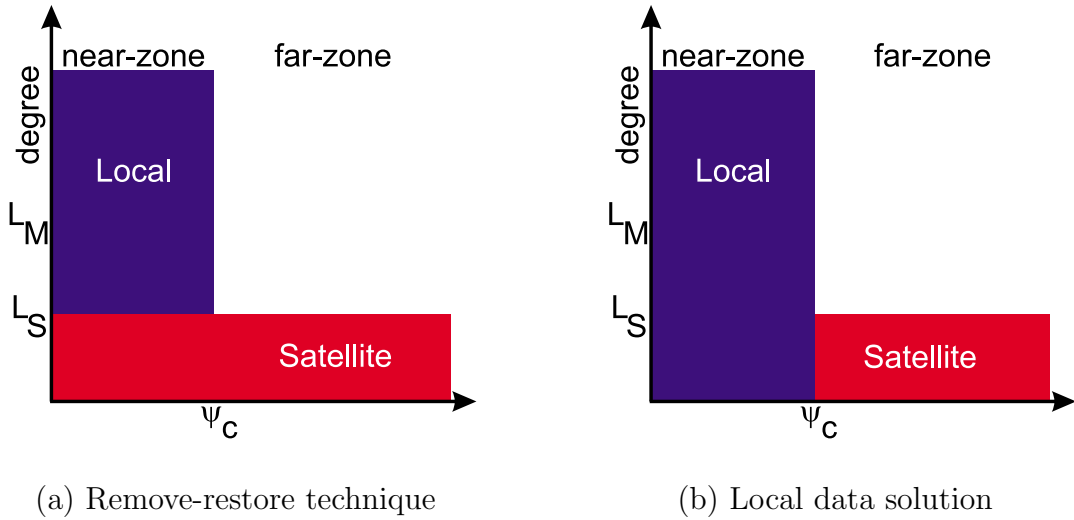 near-zone far-zone
degree
Local
L_M
L_S
Satellite
ψ_c
(a) Remove-restore technique
near-zone far-zone
degree
Local
L_M
L_S
Satellite
ψ_c
(b) Local data solution